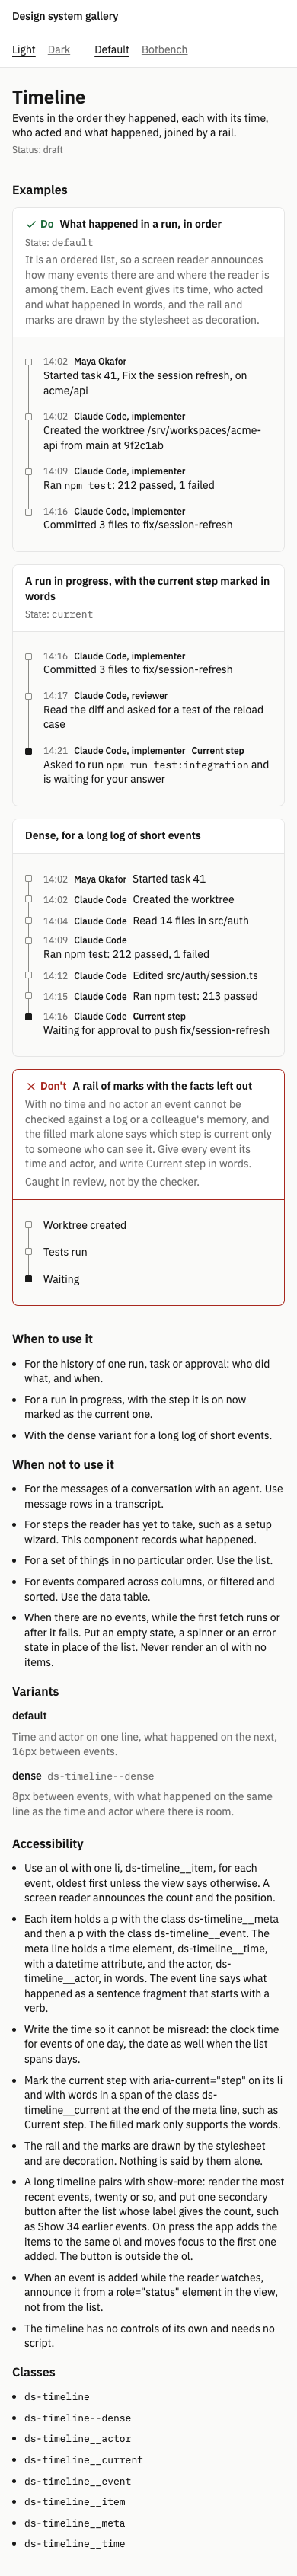 Design system gallery
Light Dark Default Botbench
Timeline
Events in the order they happened, each with its time,
who acted and what happened, joined by a rail.
Status: draft
Examples
Do What happened in a run, in order
State: default
It is an ordered list, so a screen reader announces
how many events there are and where the reader is
among them. Each event gives its time, who acted
and what happened in words, and the rail and
marks are drawn by the stylesheet as decoration.
14:02 Maya Okafor
Started task 41, Fix the session refresh, on
acme/api
14:02 Claude Code, implementer
Created the worktree /srv/workspaces/acme-
api from main at 9f2c1ab
14:09 Claude Code, implementer
Ran npm test: 212 passed, 1 failed
14:16 Claude Code, implementer
Committed 3 files to fix/session-refresh
A run in progress, with the current step marked in
words
State: current
14:16 Claude Code, implementer
Committed 3 files to fix/session-refresh
14:17 Claude Code, reviewer
Read the diff and asked for a test of the reload
case
14:21 Claude Code, implementer Current step
Asked to run npm run test:integration and
is waiting for your answer
Dense, for a long log of short events
14:02 Maya Okafor Started task 41
14:02 Claude Code Created the worktree
14:04 Claude Code Read 14 files in src/auth
14:09 Claude Code
Ran npm test: 212 passed, 1 failed
14:12 Claude Code Edited src/auth/session.ts
14:15 Claude Code Ran npm test: 213 passed
14:16 Claude Code Current step
Waiting for approval to push fix/session-refresh
Don't A rail of marks with the facts left out
With no time and no actor an event cannot be
checked against a log or a colleague's memory, and
the filled mark alone says which step is current only
to someone who can see it. Give every event its
time and actor, and write Current step in words.
Caught in review, not by the checker.
Worktree created
Tests run
Waiting
When to use it
For the history of one run, task or approval: who did
what, and when.
For a run in progress, with the step it is on now
marked as the current one.
With the dense variant for a long log of short events.
When not to use it
For the messages of a conversation with an agent. Use
message rows in a transcript.
For steps the reader has yet to take, such as a setup
wizard. This component records what happened.
For a set of things in no particular order. Use the list.
For events compared across columns, or filtered and
sorted. Use the data table.
When there are no events, while the first fetch runs or
after it fails. Put an empty state, a spinner or an error
state in place of the list. Never render an ol with no
items.
Variants
default
Time and actor on one line, what happened on the next,
16px between events.
dense ds-timeline--dense
8px between events, with what happened on the same
line as the time and actor where there is room.
Accessibility
Use an ol with one li, ds-timeline__item, for each
event, oldest first unless the view says otherwise. A
screen reader announces the count and the position.
Each item holds a p with the class ds-timeline__meta
and then a p with the class ds-timeline__event. The
meta line holds a time element, ds-timeline__time,
with a datetime attribute, and the actor, ds-
timeline__actor, in words. The event line says what
happened as a sentence fragment that starts with a
verb.
Write the time so it cannot be misread: the clock time
for events of one day, the date as well when the list
spans days.
Mark the current step with aria-current="step" on its li
and with words in a span of the class ds-
timeline__current at the end of the meta line, such as
Current step. The filled mark only supports the words.
The rail and the marks are drawn by the stylesheet
and are decoration. Nothing is said by them alone.
A long timeline pairs with show-more: render the most
recent events, twenty or so, and put one secondary
button after the list whose label gives the count, such
as Show 34 earlier events. On press the app adds the
items to the same ol and moves focus to the first one
added. The button is outside the ol.
When an event is added while the reader watches,
announce it from a role="status" element in the view,
not from the list.
The timeline has no controls of its own and needs no
script.
Classes
ds-timeline
ds-timeline--dense
ds-timeline__actor
ds-timeline__current
ds-timeline__event
ds-timeline__item
ds-timeline__meta
ds-timeline__time